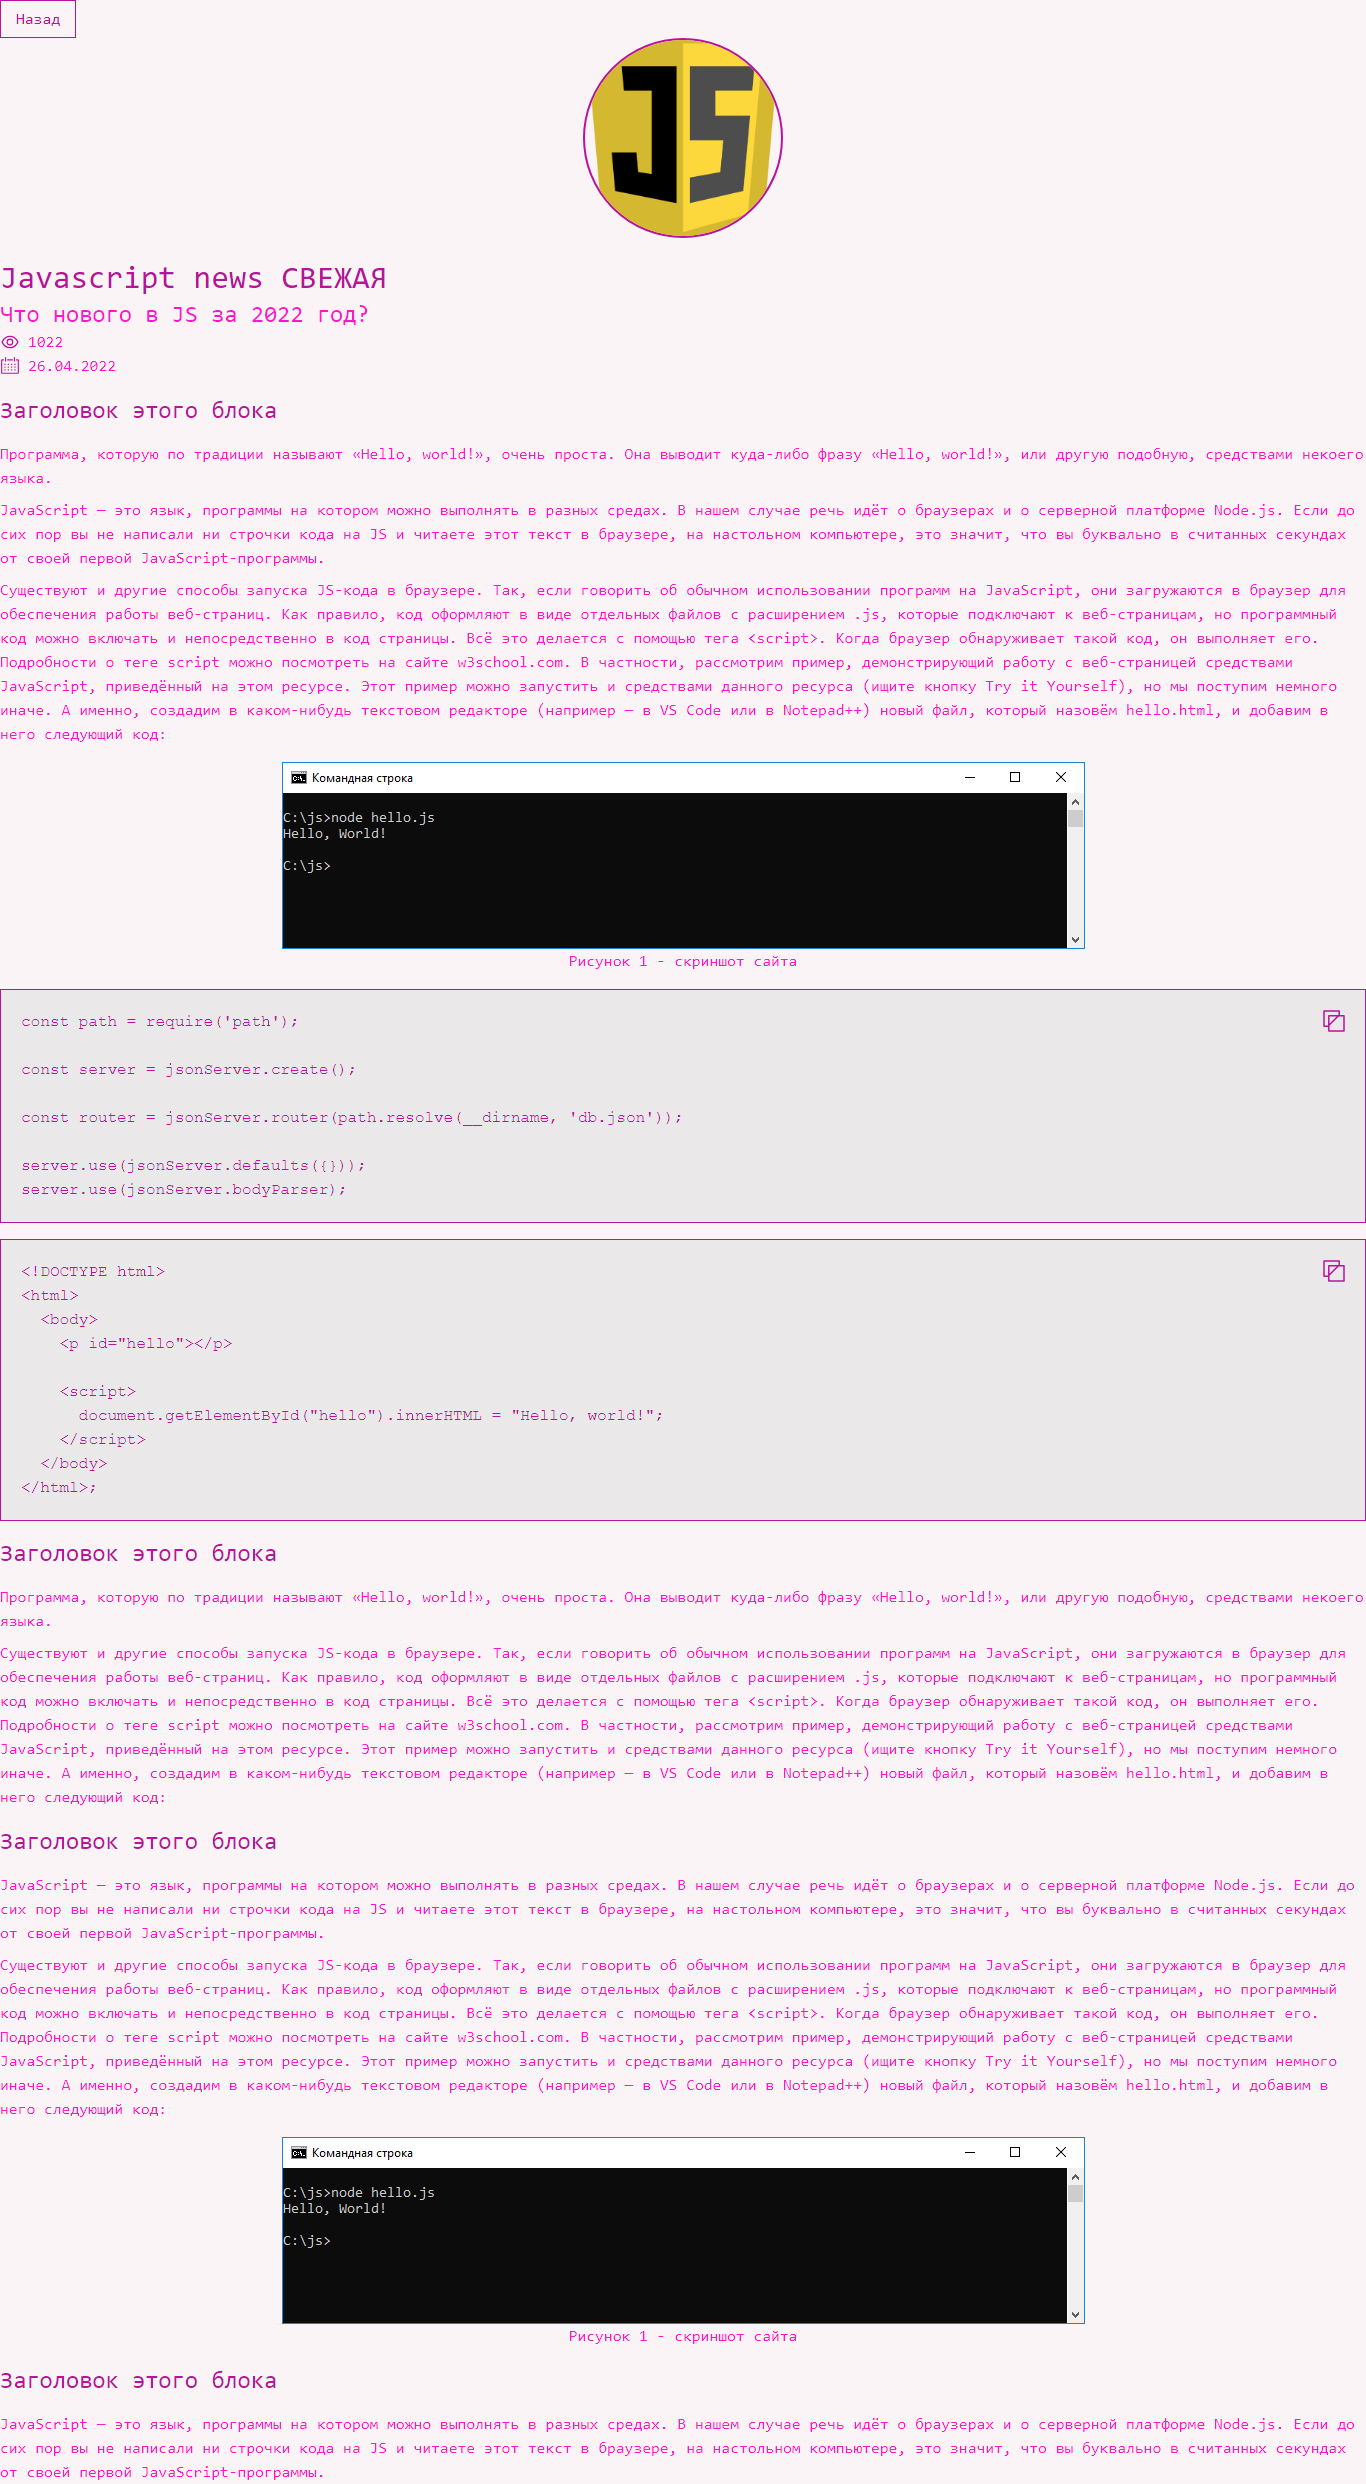 Назад
JS
Javascript news СВЕЖАЯ
Что нового в JS за 2022 год?
1022
26.04.2022
Заголовок этого блока
Программа, которую по традиции называют «Hello, world!», очень проста. Она выводит куда-либо фразу «Hello, world!», или другую подобную, средствами некоего
языка.
JavaScript — это язык, программы на котором можно выполнять в разных средах. В нашем случае речь идёт о браузерах и о серверной платформе Node.js. Если до
сих пор вы не написали ни строчки кода на JS и читаете этот текст в браузере, на настольном компьютере, это значит, что вы буквально в считанных секундах
от своей первой JavaScript-программы.
Существуют и другие способы запуска JS-кода в браузере. Так, если говорить об обычном использовании программ на JavaScript, они загружаются в браузер для
обеспечения работы веб-страниц. Как правило, код оформляют в виде отдельных файлов с расширением .js, которые подключают к веб-страницам, но программный
код можно включать и непосредственно в код страницы. Всё это делается с помощью тега <script>. Когда браузер обнаруживает такой код, он выполняет его.
Подробности о теге script можно посмотреть на сайте w3school.com. В частности, рассмотрим пример, демонстрирующий работу с веб-страницей средствами
JavaScript, приведённый на этом ресурсе. Этот пример можно запустить и средствами данного ресурса (ищите кнопку Try it Yourself), но мы поступим немного
иначе. А именно, создадим в каком-нибудь текстовом редакторе (например — в VS Code или в Notepad++) новый файл, который назовём hello.html, и добавим в
него следующий код:
Командная строка
C:\js>node hello.js
Hello, World!
C:\js>
Рисунок 1 - скриншот сайта
const path = require('path');
const server = jsonServer.create();
const router = jsonServer.router(path.resolve(__dirname, 'db.json'));
server.use(jsonServer.defaults({}));
server.use(jsonServer.bodyParser);
<!DOCTYPE html>
<html>
<body>
<p id="hello"></p>
<script>
document.getElementById("hello").innerHTML = "Hello, world!";
</script>
</body>
</html>;
Заголовок этого блока
Программа, которую по традиции называют «Hello, world!», очень проста. Она выводит куда-либо фразу «Hello, world!», или другую подобную, средствами некоего
языка.
Существуют и другие способы запуска JS-кода в браузере. Так, если говорить об обычном использовании программ на JavaScript, они загружаются в браузер для
обеспечения работы веб-страниц. Как правило, код оформляют в виде отдельных файлов с расширением .js, которые подключают к веб-страницам, но программный
код можно включать и непосредственно в код страницы. Всё это делается с помощью тега <script>. Когда браузер обнаруживает такой код, он выполняет его.
Подробности о теге script можно посмотреть на сайте w3school.com. В частности, рассмотрим пример, демонстрирующий работу с веб-страницей средствами
JavaScript, приведённый на этом ресурсе. Этот пример можно запустить и средствами данного ресурса (ищите кнопку Try it Yourself), но мы поступим немного
иначе. А именно, создадим в каком-нибудь текстовом редакторе (например — в VS Code или в Notepad++) новый файл, который назовём hello.html, и добавим в
него следующий код:
Заголовок этого блока
JavaScript — это язык, программы на котором можно выполнять в разных средах. В нашем случае речь идёт о браузерах и о серверной платформе Node.js. Если до
сих пор вы не написали ни строчки кода на JS и читаете этот текст в браузере, на настольном компьютере, это значит, что вы буквально в считанных секундах
от своей первой JavaScript-программы.
Существуют и другие способы запуска JS-кода в браузере. Так, если говорить об обычном использовании программ на JavaScript, они загружаются в браузер для
обеспечения работы веб-страниц. Как правило, код оформляют в виде отдельных файлов с расширением .js, которые подключают к веб-страницам, но программный
код можно включать и непосредственно в код страницы. Всё это делается с помощью тега <script>. Когда браузер обнаруживает такой код, он выполняет его.
Подробности о теге script можно посмотреть на сайте w3school.com. В частности, рассмотрим пример, демонстрирующий работу с веб-страницей средствами
JavaScript, приведённый на этом ресурсе. Этот пример можно запустить и средствами данного ресурса (ищите кнопку Try it Yourself), но мы поступим немного
иначе. А именно, создадим в каком-нибудь текстовом редакторе (например — в VS Code или в Notepad++) новый файл, который назовём hello.html, и добавим в
него следующий код:
Командная строка
C:\js>node hello.js
Hello, World!
C:\js>
Рисунок 1 - скриншот сайта
Заголовок этого блока
JavaScript — это язык, программы на котором можно выполнять в разных средах. В нашем случае речь идёт о браузерах и о серверной платформе Node.js. Если до
сих пор вы не написали ни строчки кода на JS и читаете этот текст в браузере, на настольном компьютере, это значит, что вы буквально в считанных секундах
от своей первой JavaScript-программы.